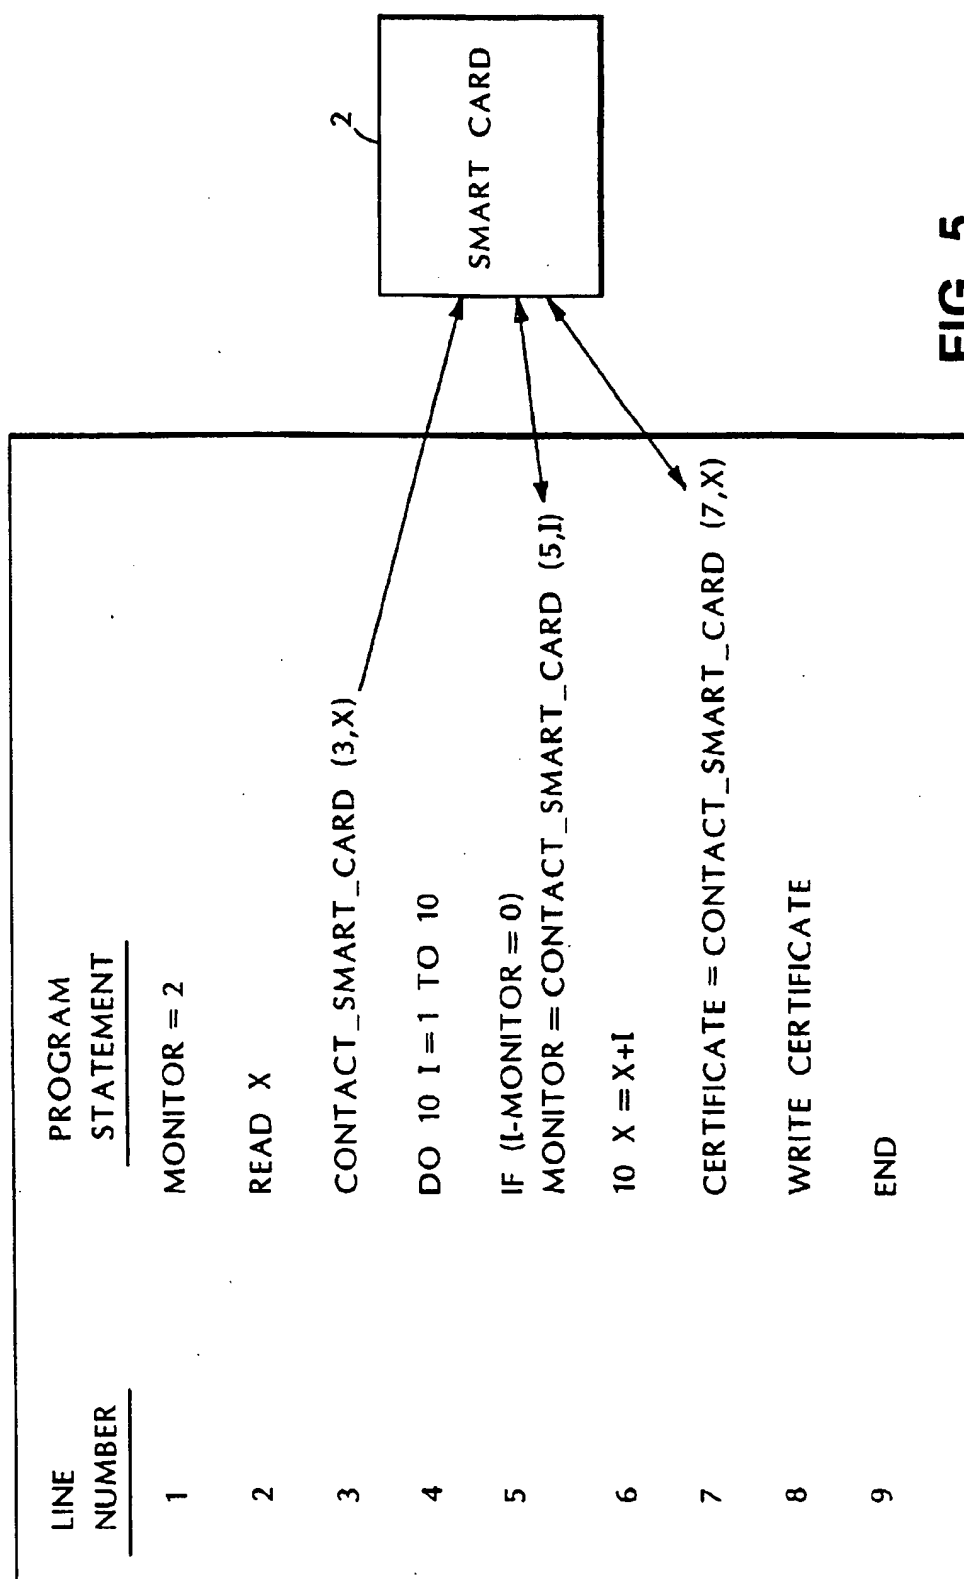 LINE
NUMBER
PROGRAM
STATEMENT
1 MONITOR = 2
2 READ X
3 CONTACT_SMART_CARD (3,X)
4 DO 10 I = 1 TO 10
5 IF (I-MONITOR = 0)
MONITOR = CONTACT_SMART_CARD (5,I)
6 10 X = X+I
7 CERTIFICATE = CONTACT_SMART_CARD (7,X)
8 WRITE CERTIFICATE
9 END
2
SMART CARD
FIG 5